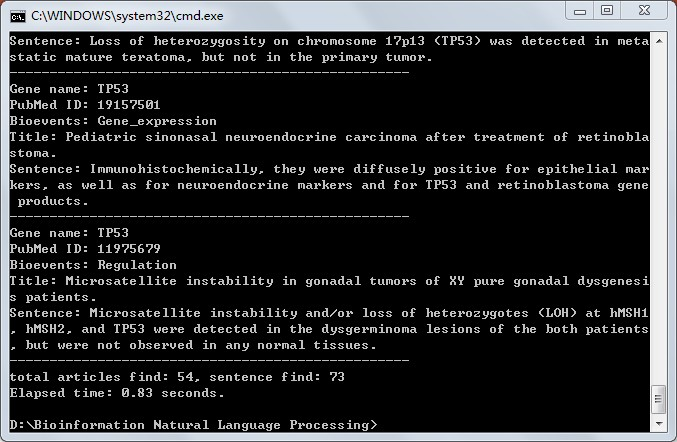 C:\WINDOWS\system32\cmd.exe
Sentence: Loss of heterozygosity on chromosome 17p13 (TP53) was detected in meta
static mature teratoma, but not in the primary tumor.
--------------------------------------------------
Gene name: TP53
PubMed ID: 19157501
Bioevents: Gene_expression
Title: Pediatric sinonasal neuroendocrine carcinoma after treatment of retinobla
stoma.
Sentence: Immunohistochemically, they were diffusely positive for epithelial mar
kers, as well as for neuroendocrine markers and for TP53 and retinoblastoma gene
 products.
--------------------------------------------------
Gene name: TP53
PubMed ID: 11975679
Bioevents: Regulation
Title: Microsatellite instability in gonadal tumors of XY pure gonadal dysgenesi
s patients.
Sentence: Microsatellite instability and/or loss of heterozygotes (LOH) at hMSH1
, hMSH2, and TP53 were detected in the dysgerminoma lesions of the both patients
, but were not observed in any normal tissues.
--------------------------------------------------
total articles find: 54, sentence find: 73
Elapsed time: 0.83 seconds.
D:\Bioinformation Natural Language Processing>